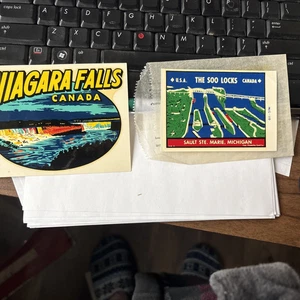 NIAGARA FALLS
CANADA
U.S.A. THE SOO LOCKS CANADA
SAULT STE. MARIE, MICHIGAN